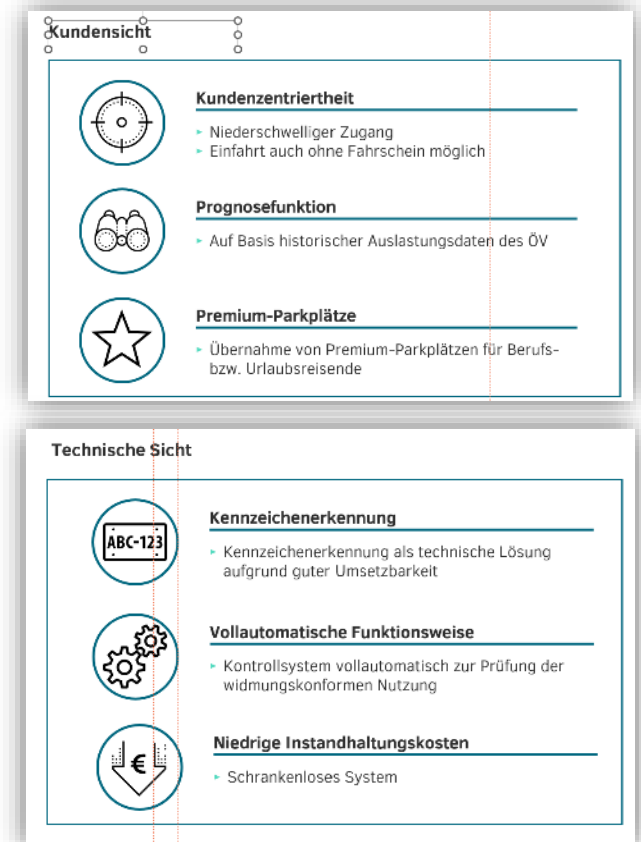 Kundensicht
Kundenzentriertheit
▸ Niederschwelliger Zugang
▸ Einfahrt auch ohne Fahrschein möglich
Prognosefunktion
▸ Auf Basis historischer Auslastungsdaten des ÖV
Premium-Parkplätze
▸ Übernahme von Premium-Parkplätzen für Berufs-
bzw. Urlaubsreisende
Technische Sicht
ABC-123
Kennzeichenerkennung
▸ Kennzeichenerkennung als technische Lösung
aufgrund guter Umsetzbarkeit
Vollautomatische Funktionsweise
▸ Kontrollsystem vollautomatisch zur Prüfung der
widmungskonformen Nutzung
€
Niedrige Instandhaltungskosten
▸ Schrankenloses System